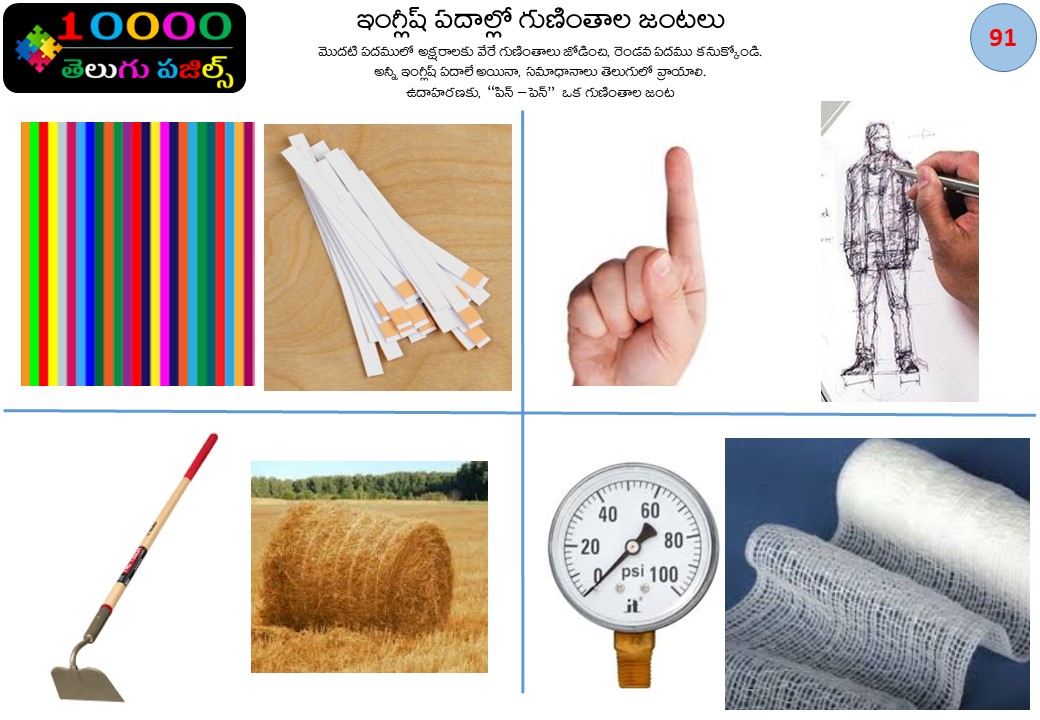 10000
తెలుగు పజిల్స్
ఇంగ్లీష్ పదాల్లో గుణింతాల జంటలు
మొదటి పదములో అక్షరాలకు వేరే గుణింతాలు జోడించి, రెండవ పదము కనుక్కోండి.
అన్నీ ఇంగ్లీష్ పదాలే అయినా, సమాధానాలు తెలుగులో వ్రాయాలి.
ఉదాహరణకు, “పిన్ – పెన్” ఒక గుణింతాల జంట
91
40 60
20 80
0 psi 100